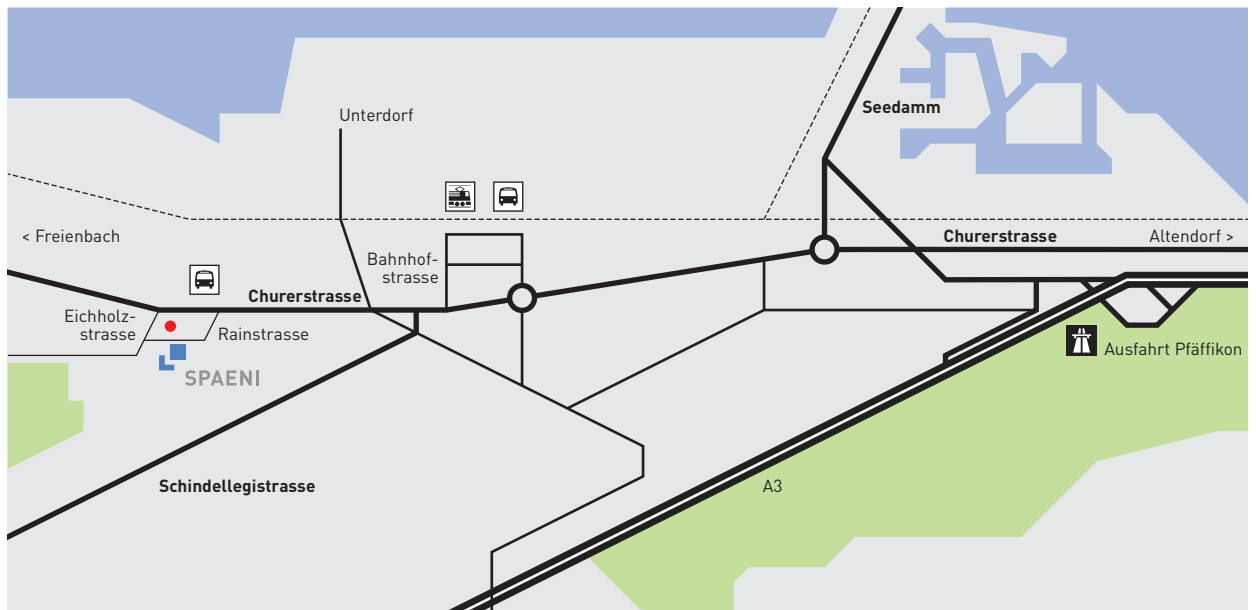 Unterdorf
Seedamm
< Freienbach
Bahnhof-
strasse
Churerstrasse
Altendorf >
Churerstrasse
Eichholz-
strasse
Rainstrasse
SPAENI
Ausfahrt Pfäffikon
Schindellegistrasse
A3